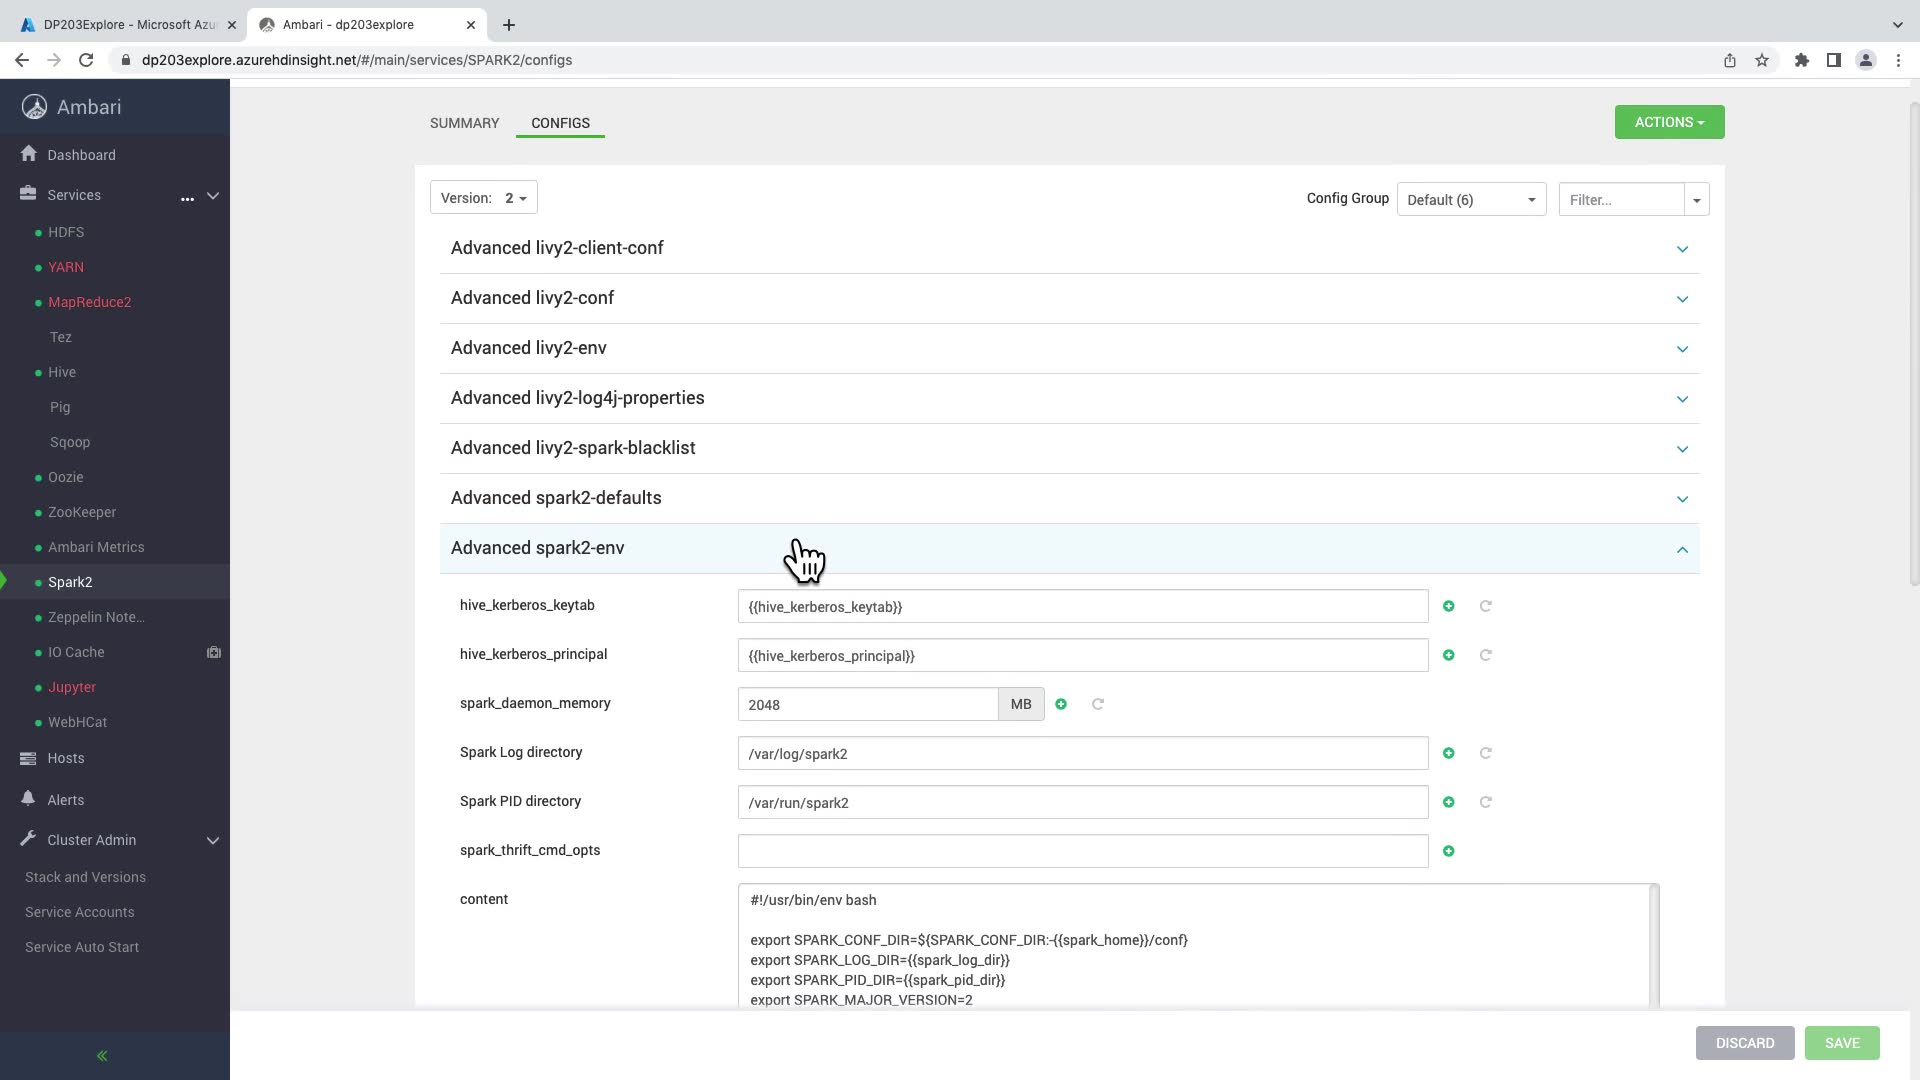 DP203Explore - Microsoft Azu
Ambari - dp203explore
dp203explore.azurehdinsight.net/#/main/services/SPARK2/configs
Ambari
Dashboard
Services
HDFS
YARN
MapReduce2
Tez
Hive
Pig
Sqoop
Oozie
ZooKeeper
Ambari Metrics
Spark2
Zeppelin Note...
IO Cache
Jupyter
WebHCat
Hosts
Alerts
Cluster Admin
Stack and Versions
Service Accounts
Service Auto Start
SUMMARY CONFIGS
ACTIONS
Version: 2
Config Group Default (6) Filter...
Advanced livy2-client-conf
Advanced livy2-conf
Advanced livy2-env
Advanced livy2-log4j-properties
Advanced livy2-spark-blacklist
Advanced spark2-defaults
Advanced spark2-env
hive_kerberos_keytab {{hive_kerberos_keytab}}
hive_kerberos_principal {{hive_kerberos_principal}}
spark_daemon_memory 2048 MB
Spark Log directory /var/log/spark2
Spark PID directory /var/run/spark2
spark_thrift_cmd_opts
content
#!/usr/bin/env bash
export SPARK_CONF_DIR=${SPARK_CONF_DIR:-{{spark_home}}/conf}
export SPARK_LOG_DIR={{spark_log_dir}}
export SPARK_PID_DIR={{spark_pid_dir}}
export SPARK_MAJOR_VERSION=2
DISCARD SAVE